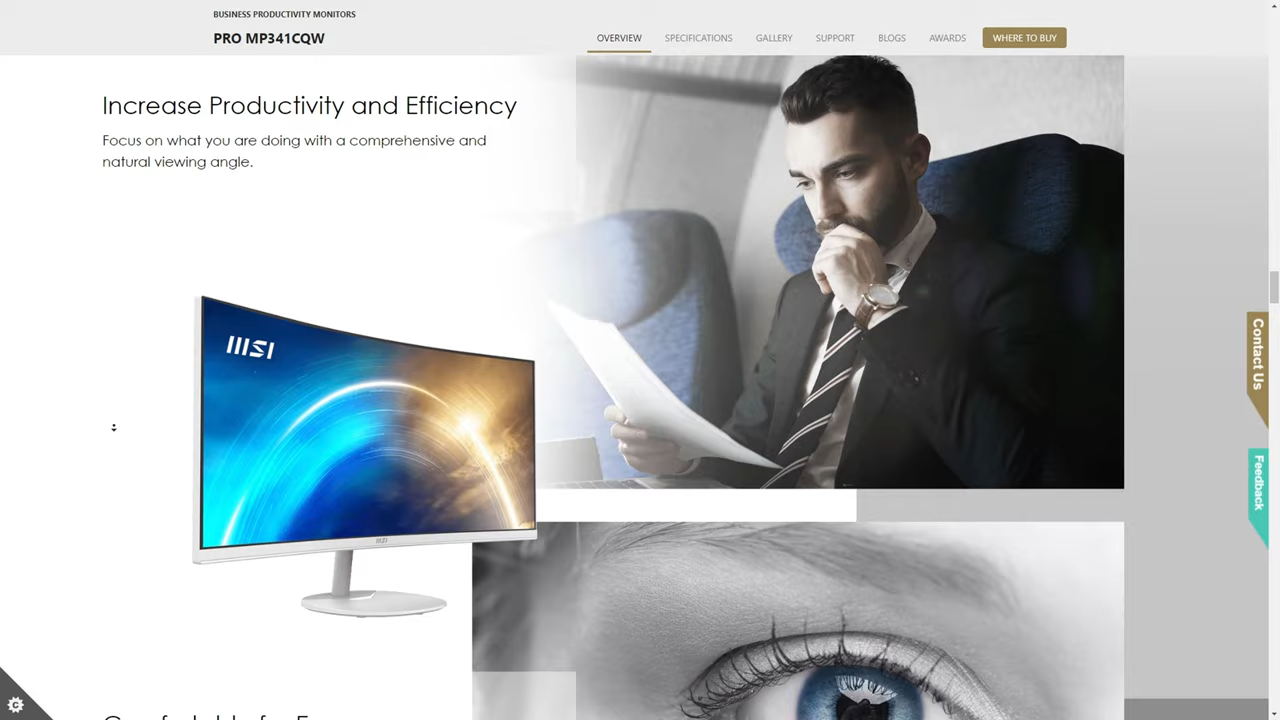 BUSINESS PRODUCTIVITY MONITORS
PRO MP341CQW
OVERVIEW
SPECIFICATIONS
GALLERY
SUPPORT
BLOGS
AWARDS
WHERE TO BUY
Increase Productivity and Efficiency
Focus on what you are doing with a comprehensive and
natural viewing angle.
msi
msi
Contact Us
Feedback